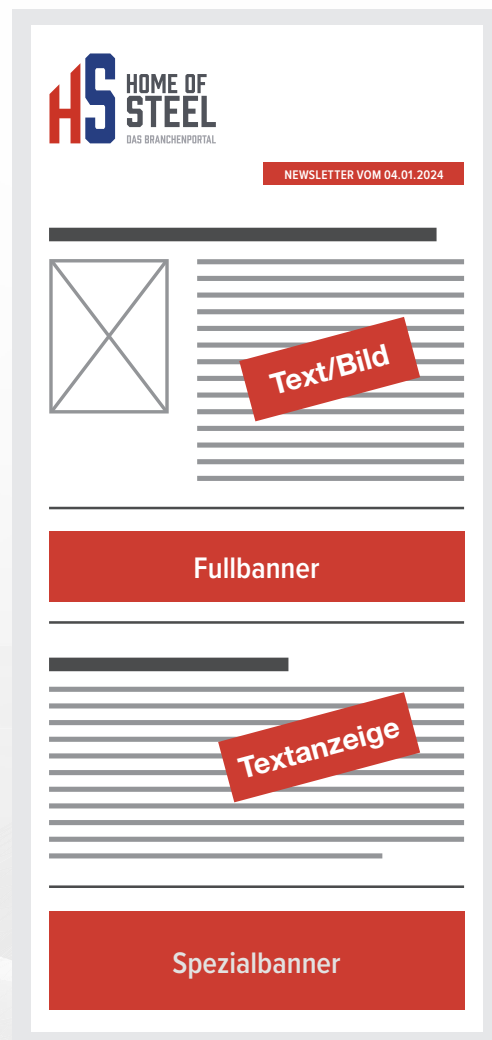 HS HOME OF
STEEL
DAS BRANCHENPORTAL
NEWSLETTER VOM 04.01.2024
Text/Bild
Fullbanner
Textanzeige
Spezialbanner